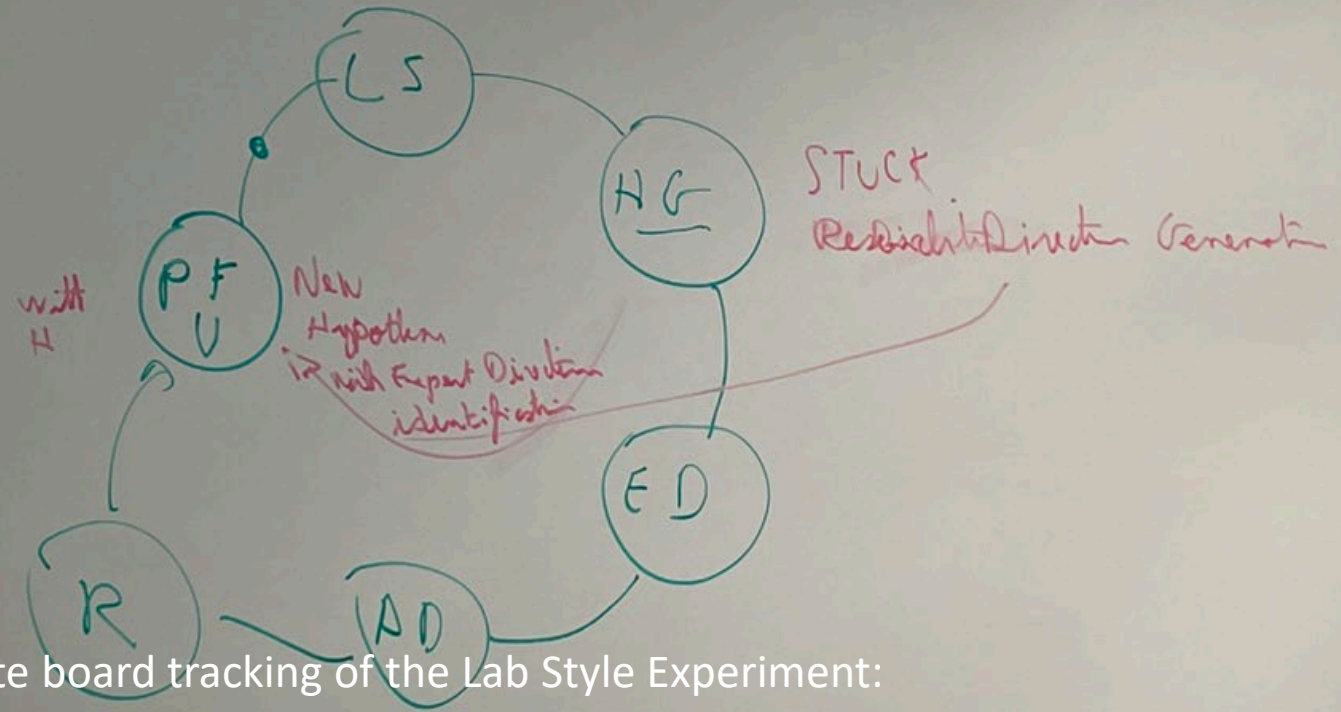 LS
HG
STUCK
Direction Generation
PF
U
with
H
New
Hypothesis
with Expert Direction
identification
ED
AD
R
te board tracking of the Lab Style Experiment: